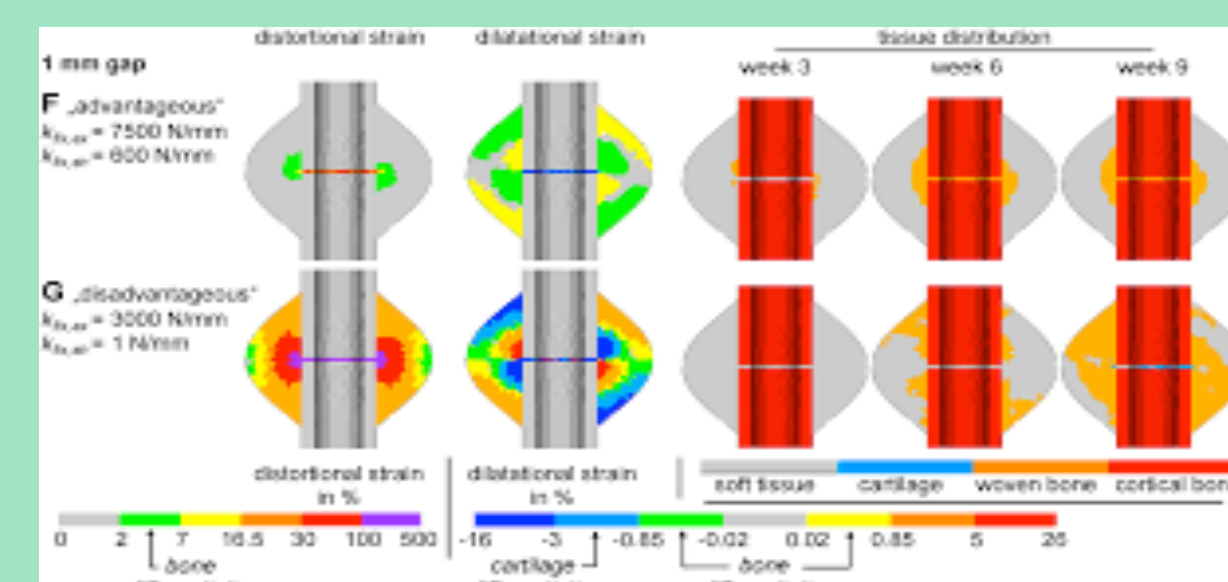 distortional strain dilatational strain tissue distribution
1 mm gap week 3 week 6 week 9
F „advantageous“
= 7500 N/mm
= 600 N/mm
G „disadvantageous“
= 3000 N/mm
= 1 N/mm
distortional strain dilatational strain soft tissue cartilage woven bone cortical bon
in % in %
0 2 7 16.5 30 100 500 -16 -3 -0.85 -0.02 0.02 0.85 5 26
bone cartilage bone